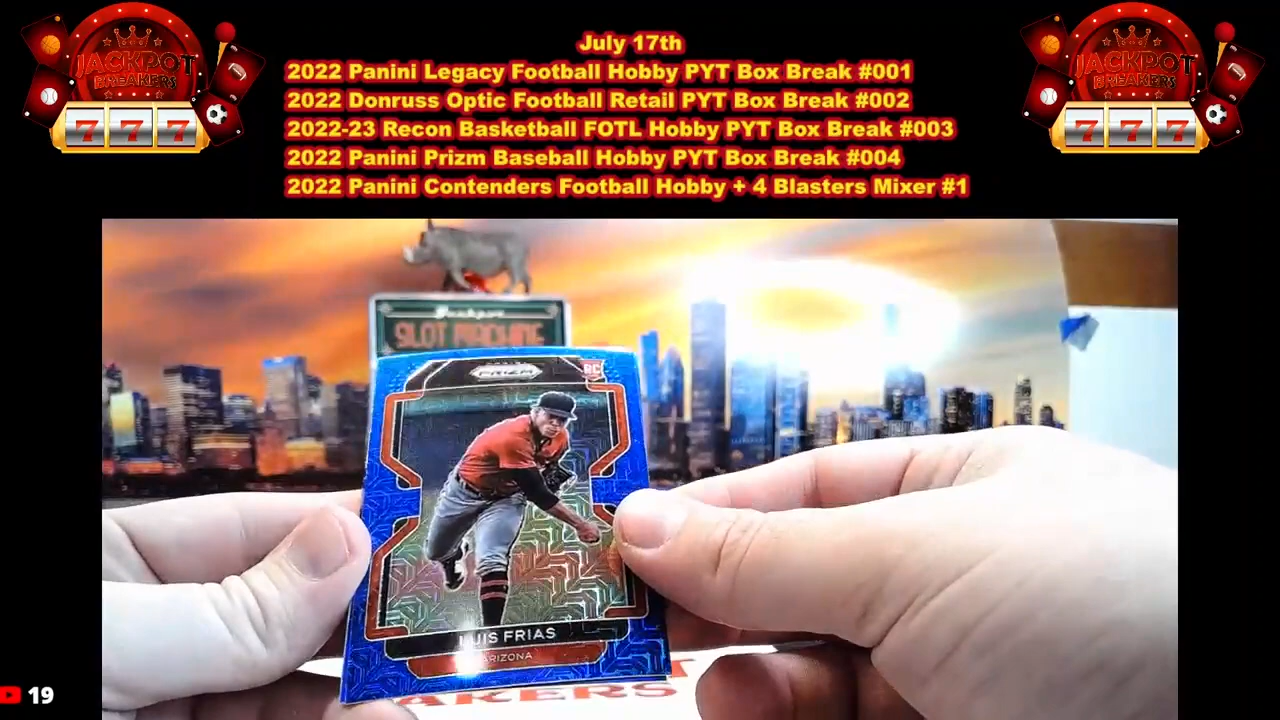 July 17th
JACKPOT
BREAKERS
777
2022 Panini Legacy Football Hobby PYT Box Break #001
2022 Donruss Optic Football Retail PYT Box Break #002
2022-23 Recon Basketball FOTL Hobby PYT Box Break #003
2022 Panini Prizm Baseball Hobby PYT Box Break #004
2022 Panini Contenders Football Hobby + 4 Blasters Mixer #1
JACKPOT
BREAKERS
777
Jackpot
SLOT MACHINE
PRIZM
RC
LUIS FRIAS
ARIZONA
AKERS
19